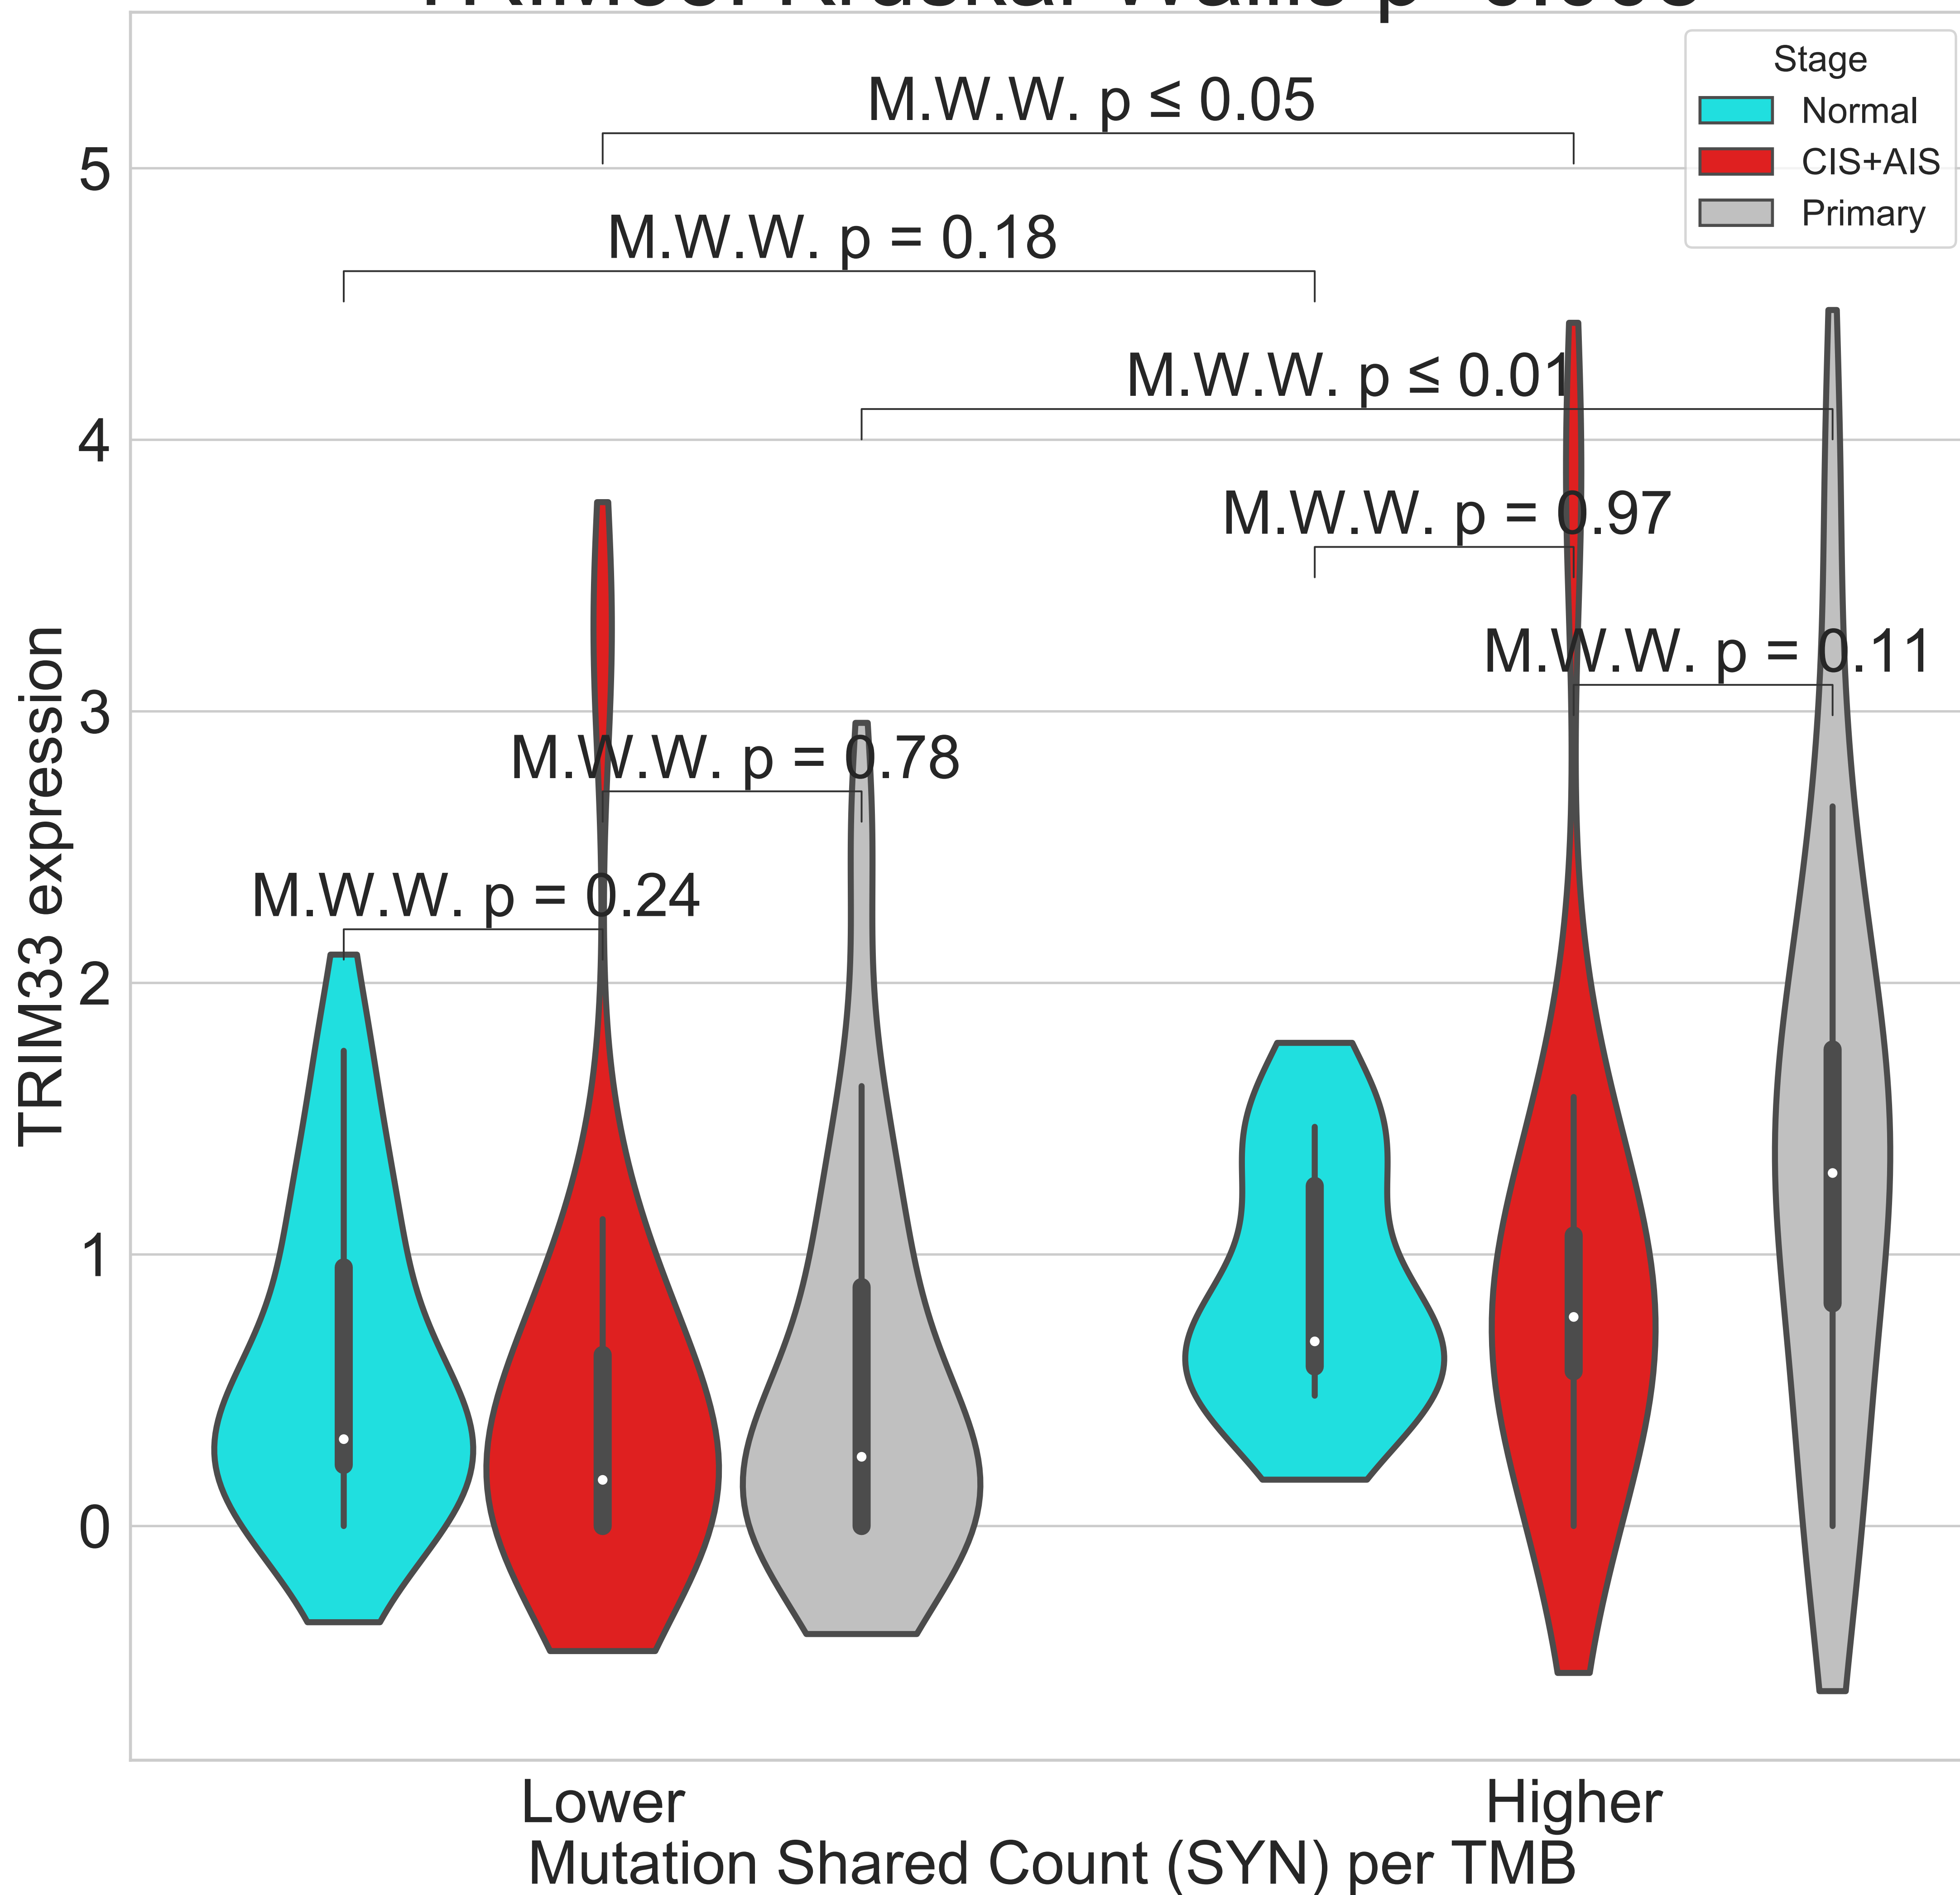 Stage
Normal
CIS+AIS
Primary
M.W.W. p ≤ 0.05
M.W.W. p = 0.18
M.W.W. p ≤ 0.01
M.W.W. p = 0.97
M.W.W. p = 0.11
M.W.W. p = 0.78
M.W.W. p = 0.24
5
4
3
2
1
0
TRIM33 expression
Lower
Higher
Mutation Shared Count (SYN) per TMB